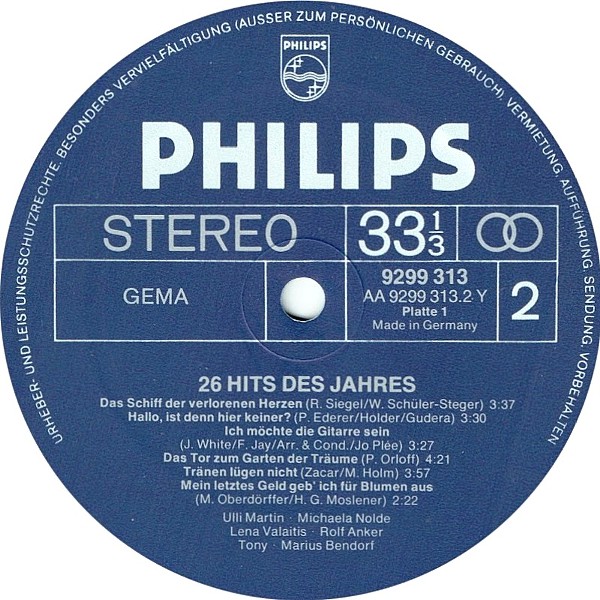 URHEBER- UND LEISTUNGSSCHUTZRECHTE, BESONDERS VERVIELFÄLTIGUNG (AUSSER ZUM PERSÖNLICHEN GEBRAUCH), VERMIETUNG, AUFFÜHRUNG, SENDUNG, VORBEHALTEN
PHILIPS
PHILIPS
STEREO
33 1/3
GEMA
9299 313
AA 9299 313.2 Y
Platte 1
Made in Germany
2
26 HITS DES JAHRES
Das Schiff der verlorenen Herzen (R. Siegel/W. Schüler-Steger) 3:37
Hallo, ist denn hier keiner? (P. Ederer/Holder/Gudera) 3:30
Ich möchte die Gitarre sein
(J. White/F. Jay/Arr. & Cond./Jo Plée) 3:27
Das Tor zum Garten der Träume (P. Orloff) 4:21
Tränen lügen nicht (Zacar/M. Holm) 3:57
Mein letztes Geld geb' ich für Blumen aus
(M. Oberdörffer/H. G. Moslener) 2:22
Ulli Martin · Michaela Nolde
Lena Valaitis · Rolf Anker
Tony · Marius Bendorf